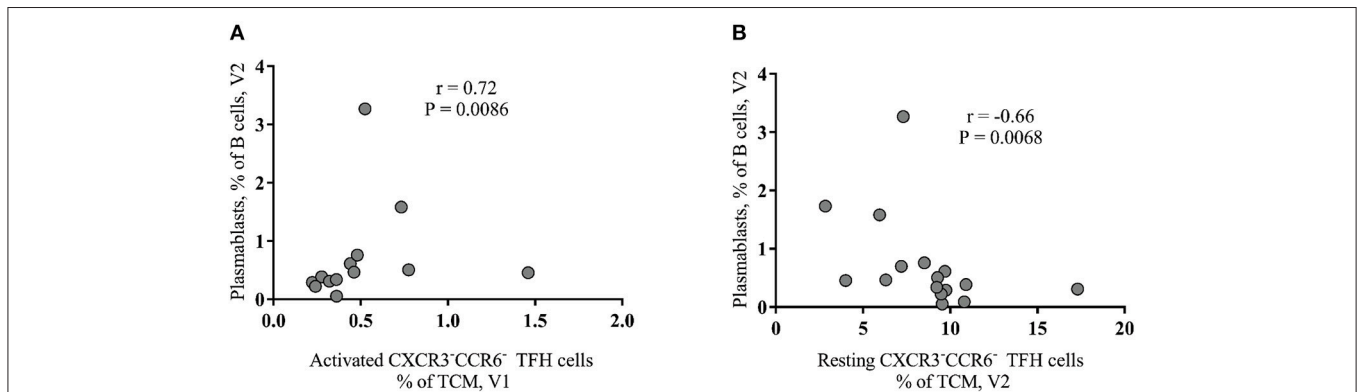 A
Plasmablasts, % of B cells, V2
4
3
2
1
0
r = 0.72
P = 0.0086
0.0 0.5 1.0 1.5 2.0
Activated CXCR3⁻CCR6⁻ TFH cells
% of TCM, V1
B
Plasmablasts, % of B cells, V2
4
3
2
1
0
r = -0.66
P = 0.0068
0 5 10 15 20
Resting CXCR3⁻CCR6⁻ TFH cells
% of TCM, V2